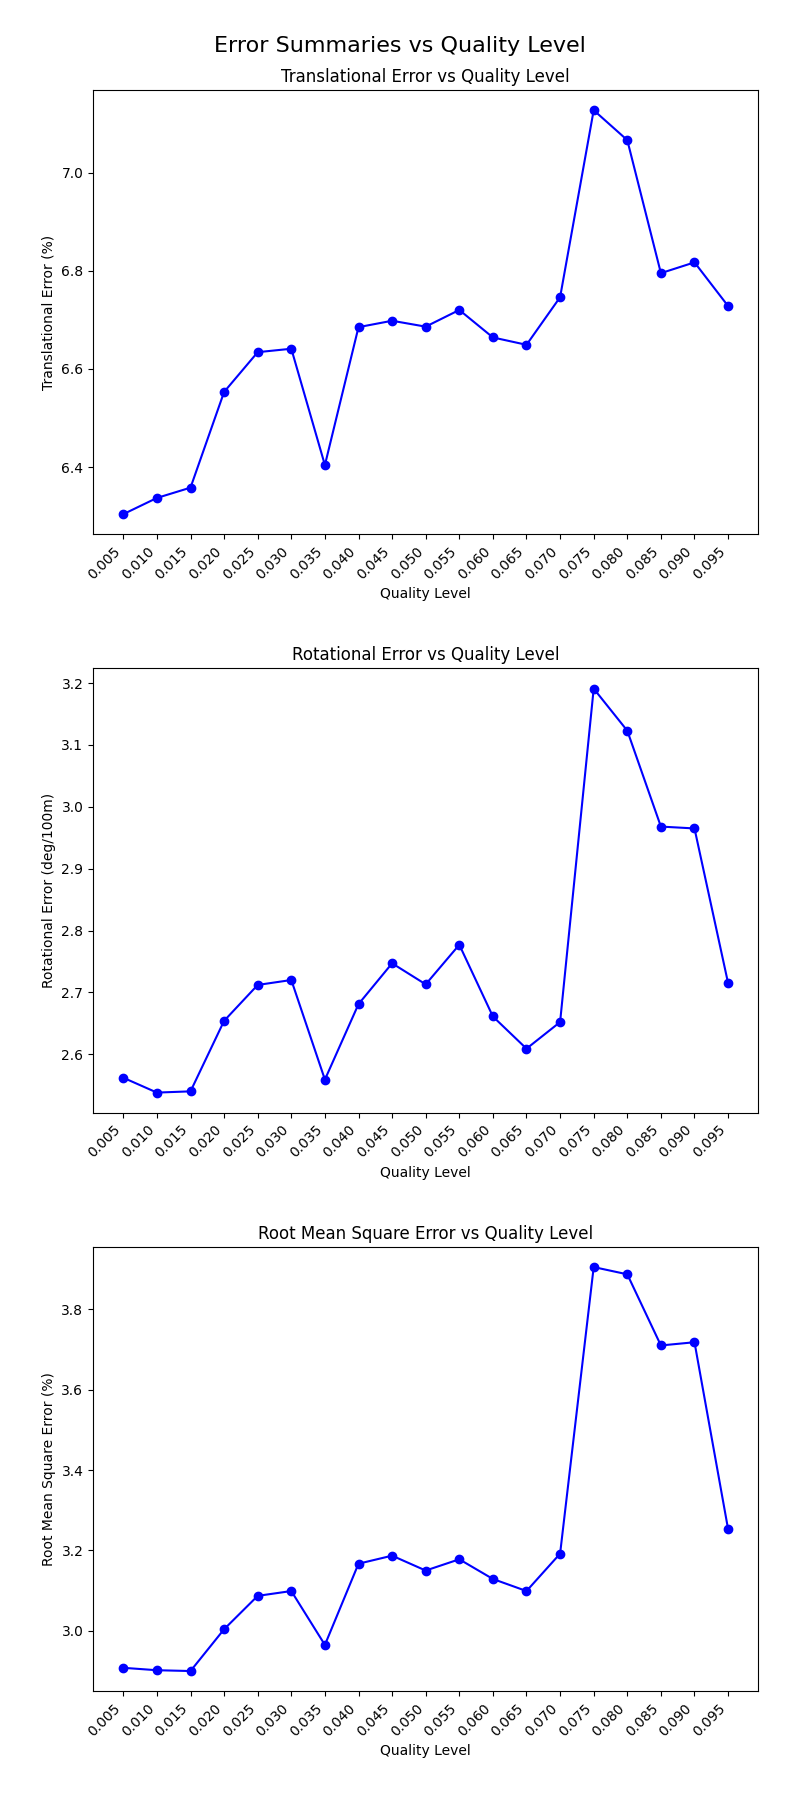 Error Summaries vs Quality Level
Translational Error vs Quality Level
Translational Error (%)
7.0
6.8
6.6
6.4
0.005 0.010 0.015 0.020 0.025 0.030 0.035 0.040 0.045 0.050 0.055 0.060 0.065 0.070 0.075 0.080 0.085 0.090 0.095
Quality Level
Rotational Error vs Quality Level
Rotational Error (deg/100m)
3.2
3.1
3.0
2.9
2.8
2.7
2.6
0.005 0.010 0.015 0.020 0.025 0.030 0.035 0.040 0.045 0.050 0.055 0.060 0.065 0.070 0.075 0.080 0.085 0.090 0.095
Quality Level
Root Mean Square Error vs Quality Level
Root Mean Square Error (%)
3.8
3.6
3.4
3.2
3.0
0.005 0.010 0.015 0.020 0.025 0.030 0.035 0.040 0.045 0.050 0.055 0.060 0.065 0.070 0.075 0.080 0.085 0.090 0.095
Quality Level